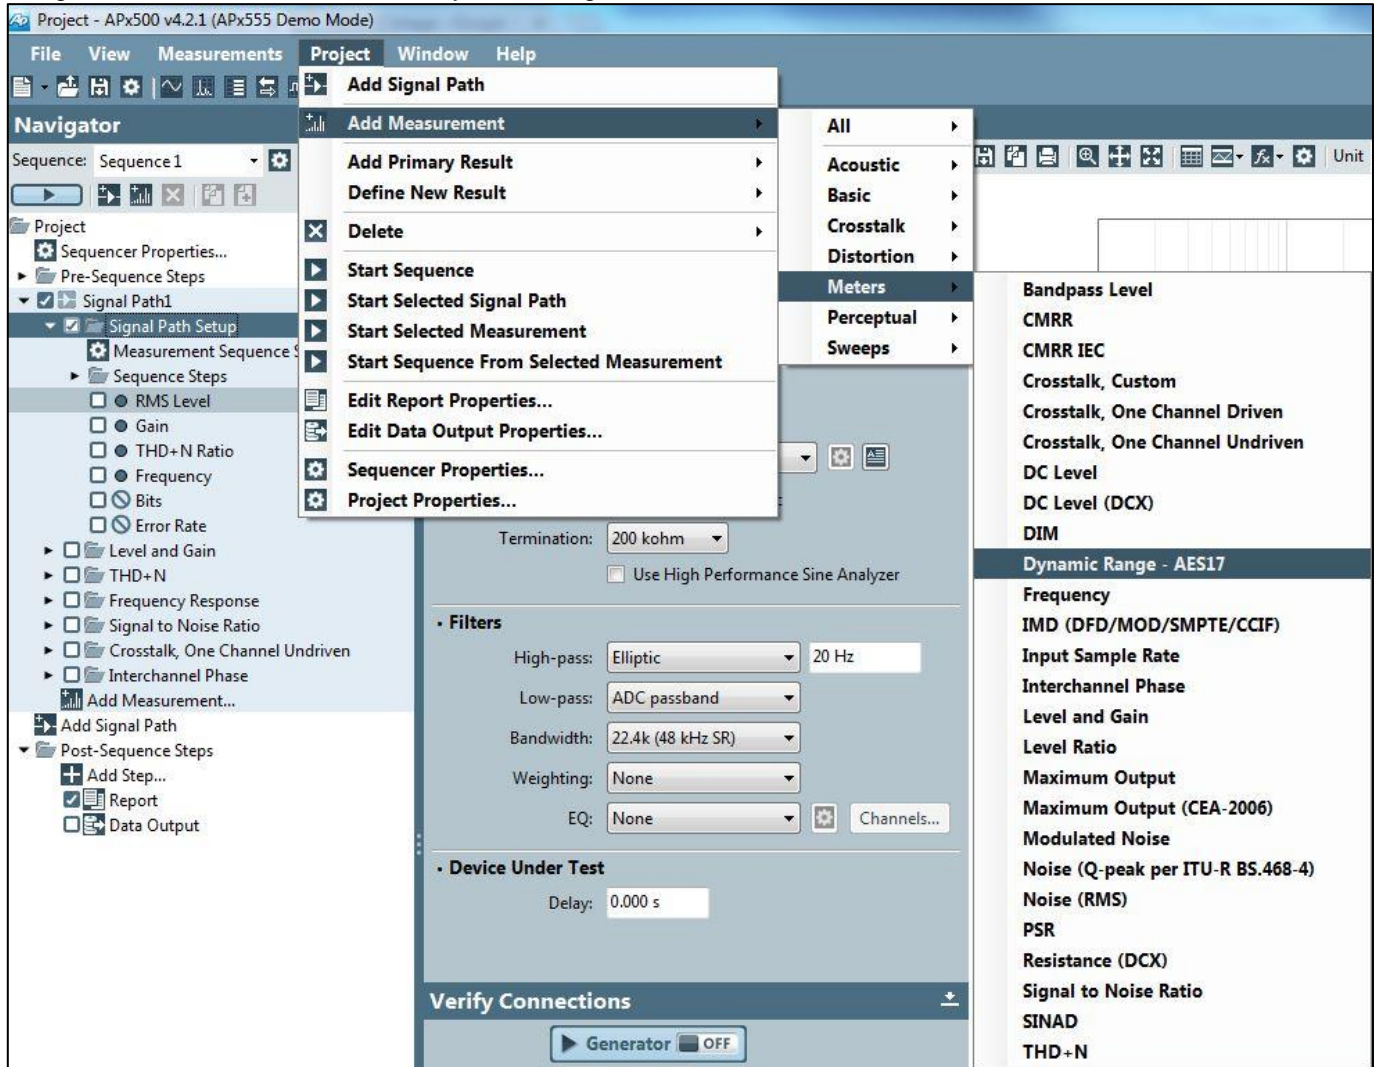 Project - APx500 v4.2.1 (APx555 Demo Mode)
File View Measurements Project Window Help
Navigator
Sequence: Sequence 1
Project
Sequencer Properties...
Pre-Sequence Steps
Signal Path1
Signal Path Setup
Measurement Sequence S
Sequence Steps
RMS Level
Gain
THD+N Ratio
Frequency
Bits
Error Rate
Level and Gain
THD+N
Frequency Response
Signal to Noise Ratio
Crosstalk, One Channel Undriven
Interchannel Phase
Add Measurement...
Add Signal Path
Post-Sequence Steps
Add Step...
Report
Data Output
Add Signal Path
Add Measurement
Add Primary Result
Define New Result
Delete
Start Sequence
Start Selected Signal Path
Start Selected Measurement
Start Sequence From Selected Measurement
Edit Report Properties...
Edit Data Output Properties...
Sequencer Properties...
Project Properties...
All
Acoustic
Basic
Crosstalk
Distortion
Meters
Perceptual
Sweeps
Unit
Bandpass Level
CMRR
CMRR IEC
Crosstalk, Custom
Crosstalk, One Channel Driven
Crosstalk, One Channel Undriven
DC Level
DC Level (DCX)
DIM
Dynamic Range - AES17
Frequency
IMD (DFD/MOD/SMPTE/CCIF)
Input Sample Rate
Interchannel Phase
Level and Gain
Level Ratio
Maximum Output
Maximum Output (CEA-2006)
Modulated Noise
Noise (Q-peak per ITU-R BS.468-4)
Noise (RMS)
PSR
Resistance (DCX)
Signal to Noise Ratio
SINAD
THD+N
Termination: 200 kohm
Use High Performance Sine Analyzer
Filters
High-pass: Elliptic 20 Hz
Low-pass: ADC passband
Bandwidth: 22.4k (48 kHz SR)
Weighting: None
EQ: None Channels...
Device Under Test
Delay: 0.000 s
Verify Connections
Generator OFF